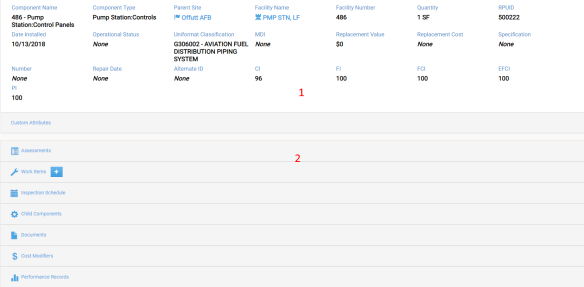 Component Name Component Type Parent Site Facility Name Facility Number Quantity RPUID
486 - Pump Station:Control Panels Pump Station:Controls Offutt AFB PMP STN, LF 486 1 SF 500222
Date Installed Operational Status Uniformat Classification MDI Replacement Value Replacement Cost Specification
10/13/2018 None G306002 - AVIATION FUEL DISTRIBUTION PIPING SYSTEM None $0 None None
Number Repair Date Alternate ID CI FI FCI EFCI
None None None 96 100 100 100
PI
100
1
Custom Attributes
Assessments
2
Work Items +
Inspection Schedule
Child Components
Documents
Cost Modifiers
Performance Records